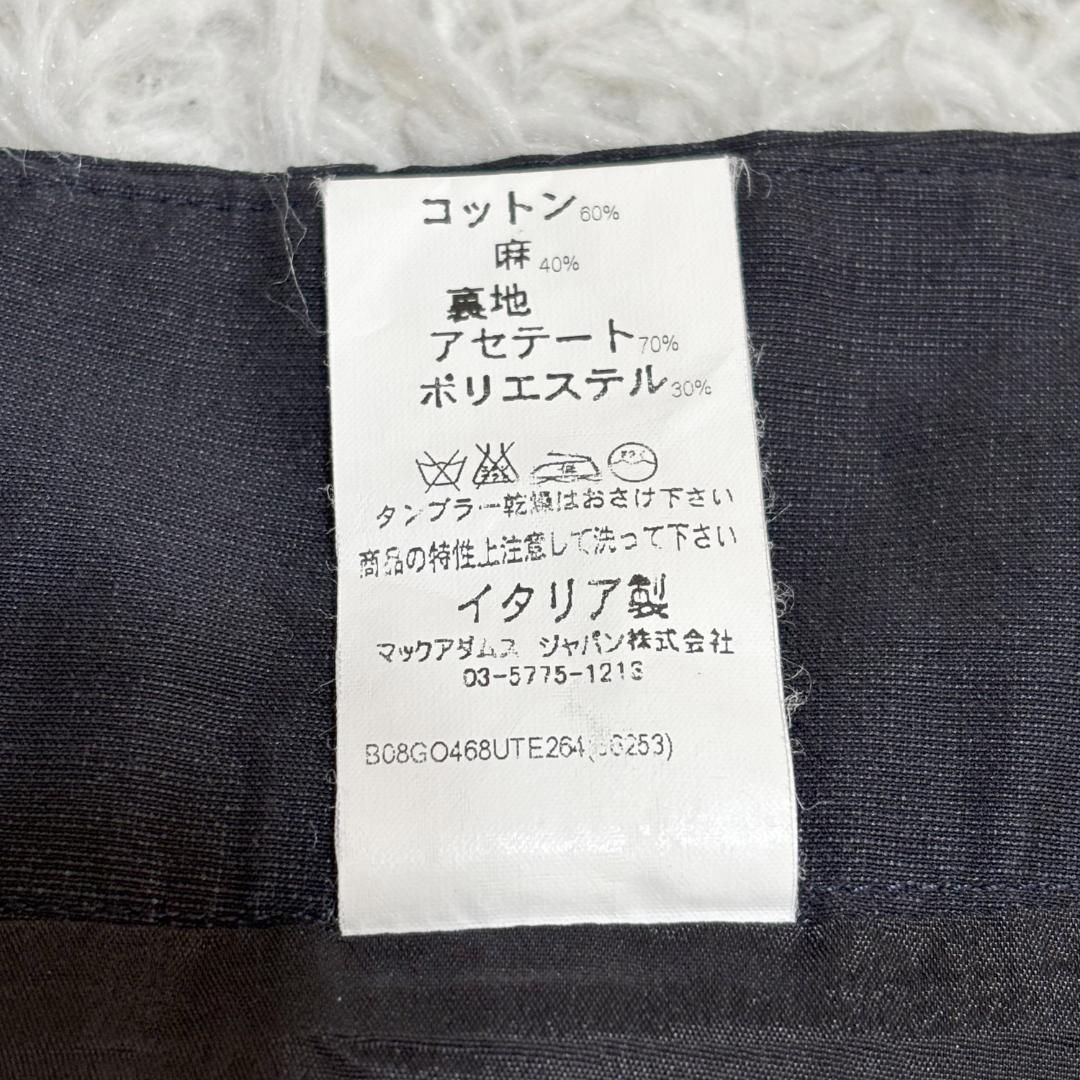 コットン60%
麻40%
裏地
アセテート70%
ポリエステル30%
低
タンブラー乾燥はおさけ下さい
商品の特性上注意して洗って下さい
イタリア製
マックアダムス ジャパン株式会社
03-5775-1213
B08GO468UTE264